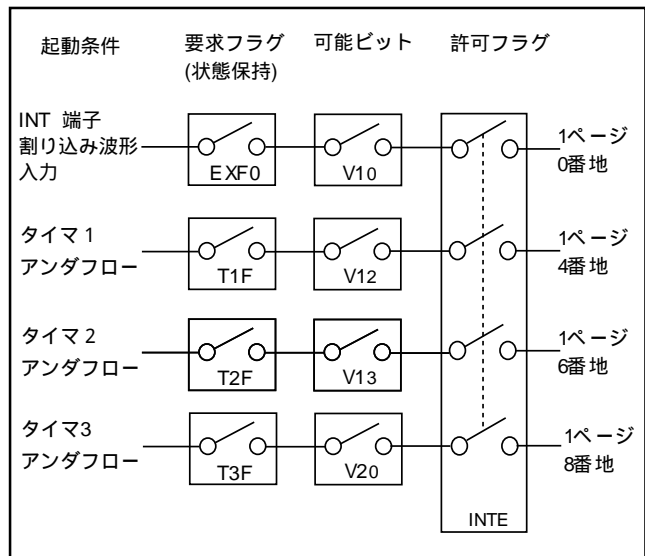 起動条件
要求フラグ
(状態保持)
可能ビット
許可フラグ
INT 端子
割り込み波形
入力
EXF0
V10
1ページ
0番地
タイマ1
アンダフロー
T1F
V12
1ページ
4番地
タイマ2
アンダフロー
T2F
V13
1ページ
6番地
タイマ3
アンダフロー
T3F
V20
1ページ
8番地
INTE